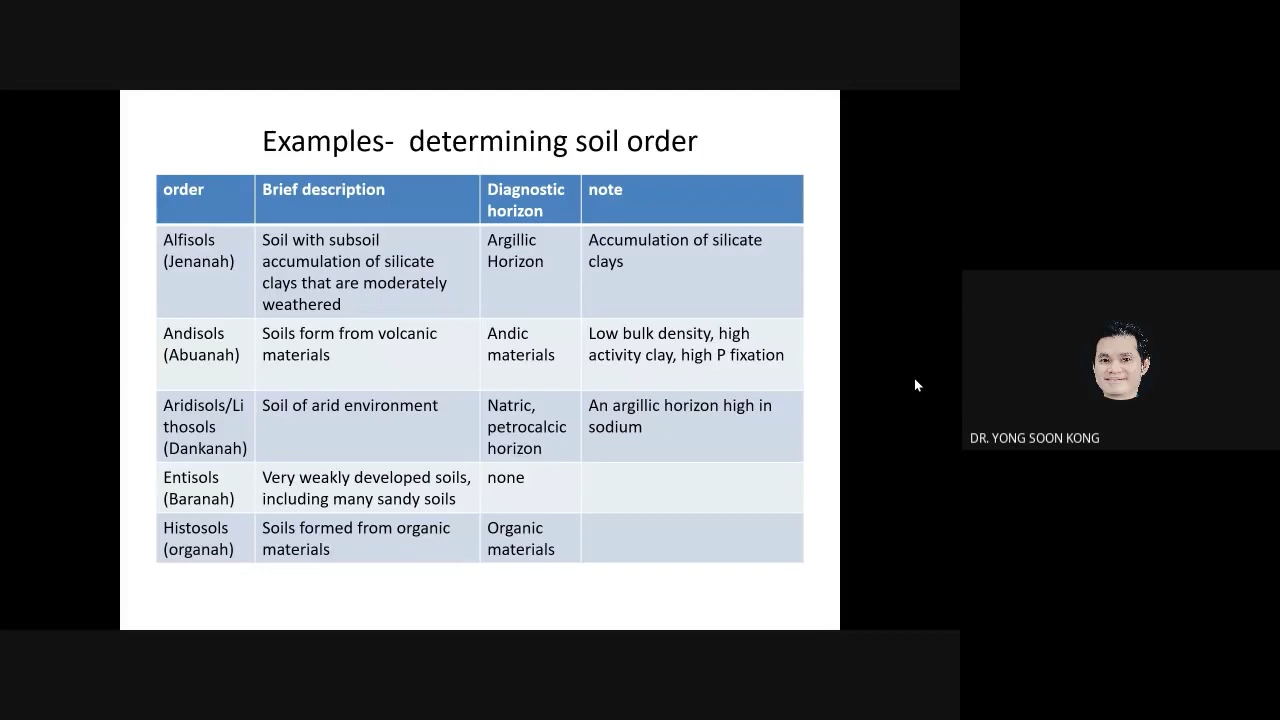 Examples-  determining soil order
order
Brief description
Diagnostic
horizon
note
Alfisols
(Jenanah)
Soil with subsoil
accumulation of silicate
clays that are moderately
weathered
Argillic
Horizon
Accumulation of silicate
clays
Andisols
(Abuanah)
Soils form from volcanic
materials
Andic
materials
Low bulk density, high
activity clay, high P fixation
Aridisols/Li
thosols
(Dankanah)
Soil of arid environment
Natric,
petrocalcic
horizon
An argillic horizon high in
sodium
Entisols
(Baranah)
Very weakly developed soils,
including many sandy soils
none
Histosols
(organah)
Soils formed from organic
materials
Organic
materials
DR. YONG SOON KONG